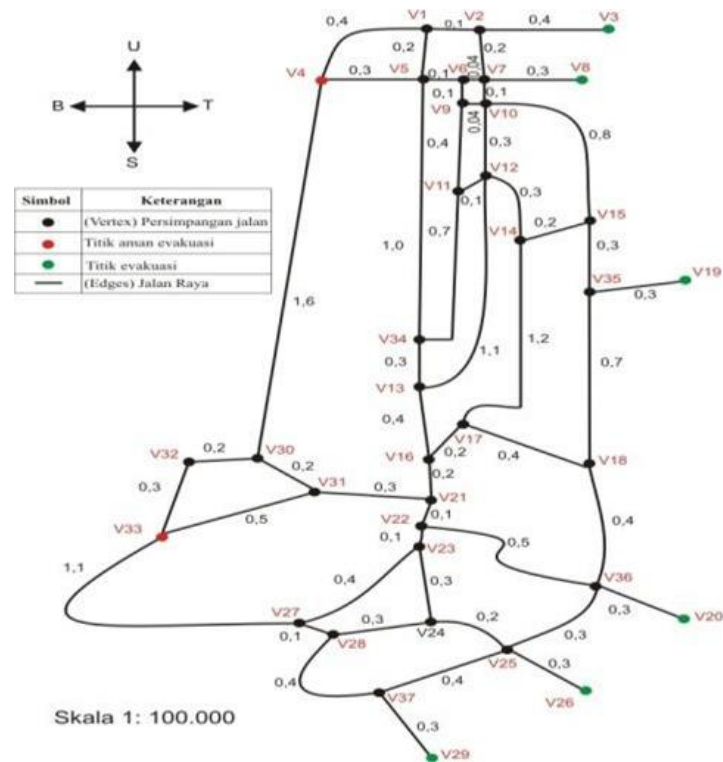 V1 0,1 V2 0,4 V3
0,4
0,2 0,2
U
V4 0,3 V5 0,1 V6 0,04 V7 0,3 V8
B T
0,1 0,1
V9 0,04 V10
S
0,4 0,3 0,8
V12
V11 0,1 0,3
Simbol Keterangan
(Vertex) Persimpangan jalan
Titik aman evakuasi
Titik evakuasi
(Edges) Jalan Raya
0,7 V14 0,2 V15
1,0 0,3
V35 V19
0,3
1,6
V34 1,2
0,3 1,1 0,7
V13
0,4
V17
V32 0,2 V30 V16 0,2 0,4 V18
0,2 V31 0,2
0,3 0,3 V21
0,5 0,4
V33 V22 0,1
0,1 V23 0,5
1,1 V36
0,4 0,3 0,3
V27 V20
0,1 0,3 V24 0,2 0,3
V28 V25
0,4 0,4 0,3
V37 V26
Skala 1: 100.000
0,3
V29